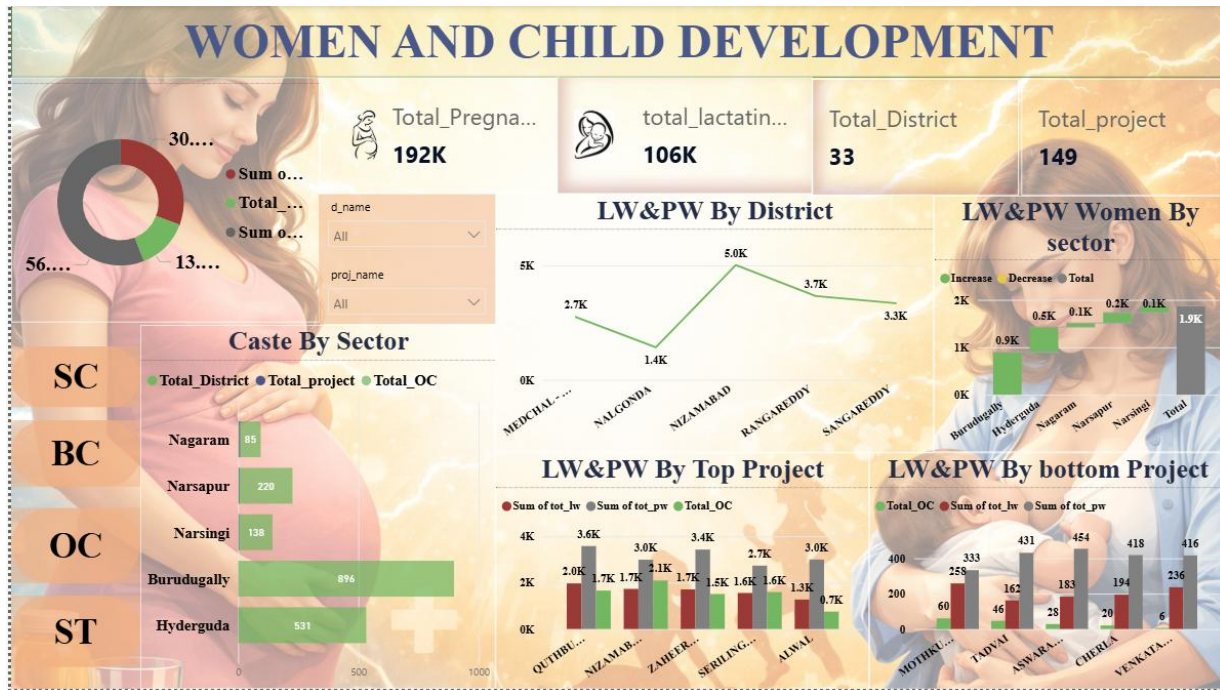 WOMEN AND CHILD DEVELOPMENT
30....
Sum o...
Total_...
Sum o...
56....
13....
Total_Pregna...
192K
total_lactatin...
106K
Total_District
33
Total_project
149
d_name
All
proj_name
All
LW&PW By District
5K
0K
2.7K
1.4K
5.0K
3.7K
3.3K
MEDCHAL - ...
NALGONDA
NIZAMABAD
RANGAREDDY
SANGAREDDY
LW&PW Women By
sector
Increase Decrease Total
2K
1K
0K
0.9K
0.5K
0.1K
0.2K
0.1K
1.9K
Burudugally
Hyderguda
Nagaram
Narsapur
Narsingi
Total
SC
BC
OC
ST
Caste By Sector
Total_District Total_project Total_OC
Nagaram
85
Narsapur
220
Narsingi
138
Burudugally
896
Hyderguda
531
0
500
1000
LW&PW By Top Project
Sum of tot_lw Sum of tot_pw Total_OC
4K
2K
0K
2.0K
3.6K
1.7K
1.7K
3.0K
2.1K
1.7K
3.4K
1.5K
1.6K
2.7K
1.6K
1.3K
3.0K
0.7K
QUTHBU...
NIZAMAB...
ZAHEER...
SERILING...
ALWAL
LW&PW By bottom Project
Total_OC Sum of tot_lw Sum of tot_pw
400
200
0
60
258
333
46
162
431
28
183
454
20
194
418
6
236
416
MOTHKU...
TADVAI
ASWARA...
CHERLA
VENKATA...